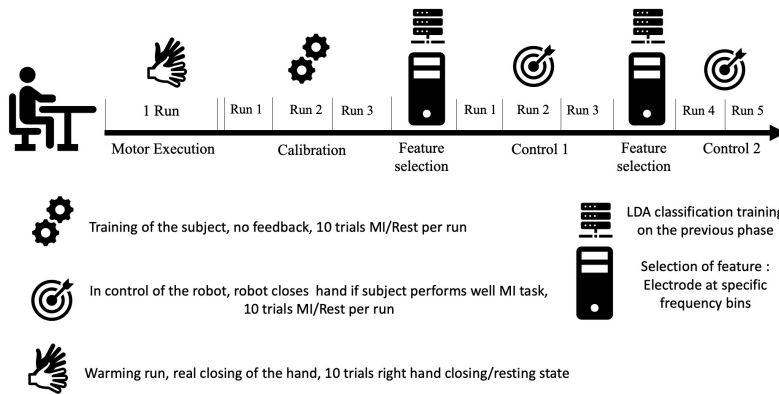 1 Run
Run 1
Run 2
Run 3
Run 1
Run 2
Run 3
Run 4
Run 5
Motor Execution
Calibration
Feature
selection
Control 1
Feature
selection
Control 2
Training of the subject, no feedback, 10 trials MI/Rest per run
In control of the robot, robot closes hand if subject performs well MI task,
10 trials MI/Rest per run
Warming run, real closing of the hand, 10 trials right hand closing/resting state
LDA classification training
on the previous phase
Selection of feature :
Electrode at specific
frequency bins